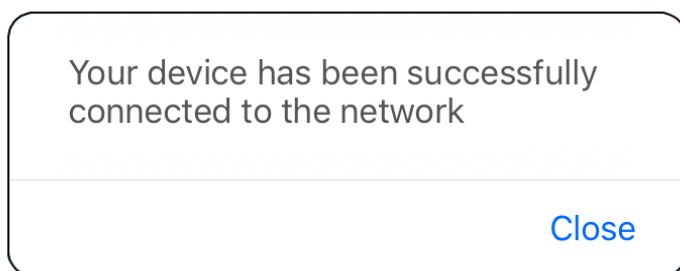 Your device has been successfully
connected to the network
Close